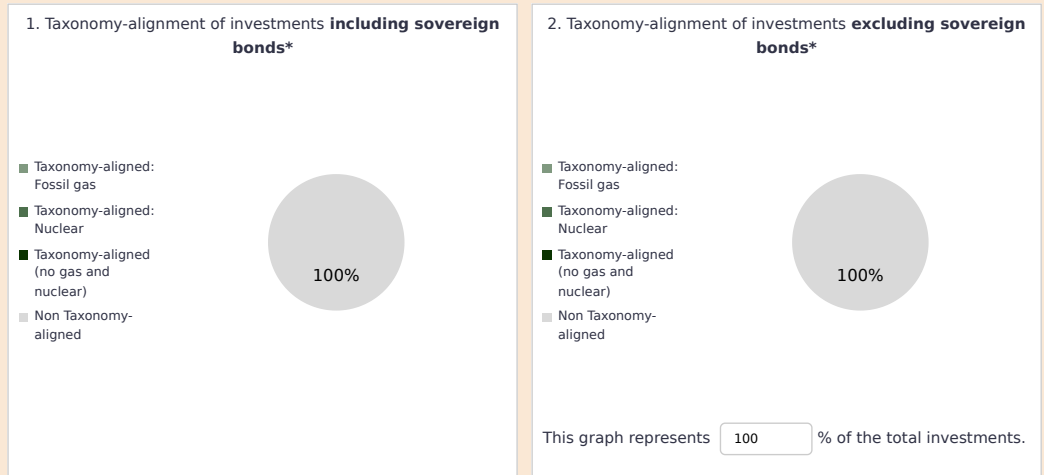 1. Taxonomy-alignment of investments including sovereign
bonds*
Taxonomy-aligned:
Fossil gas
Taxonomy-aligned:
Nuclear
Taxonomy-aligned
(no gas and
nuclear)
Non Taxonomy-
aligned
100%
2. Taxonomy-alignment of investments excluding sovereign
bonds*
Taxonomy-aligned:
Fossil gas
Taxonomy-aligned:
Nuclear
Taxonomy-aligned
(no gas and
nuclear)
Non Taxonomy-
aligned
100%
This graph represents 100 % of the total investments.